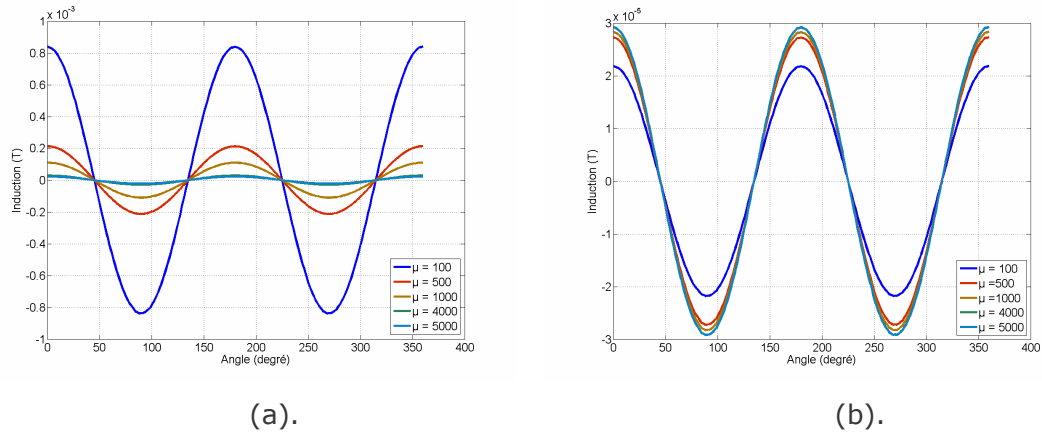 1 x 10^-3
0.8
0.6
0.4
0.2
0
-0.2
-0.4
-0.6
-0.8
-1
Induction (T)
0 50 100 150 200 250 300 350 400
Angle (degré)
μ = 100
μ = 500
μ = 1000
μ = 4000
μ = 5000
(a).
3 x 10^-5
2
1
0
-1
-2
-3
Induction (T)
0 50 100 150 200 250 300 350 400
Angle (degré)
μ = 100
μ =500
μ =1000
μ = 4000
μ = 5000
(b).